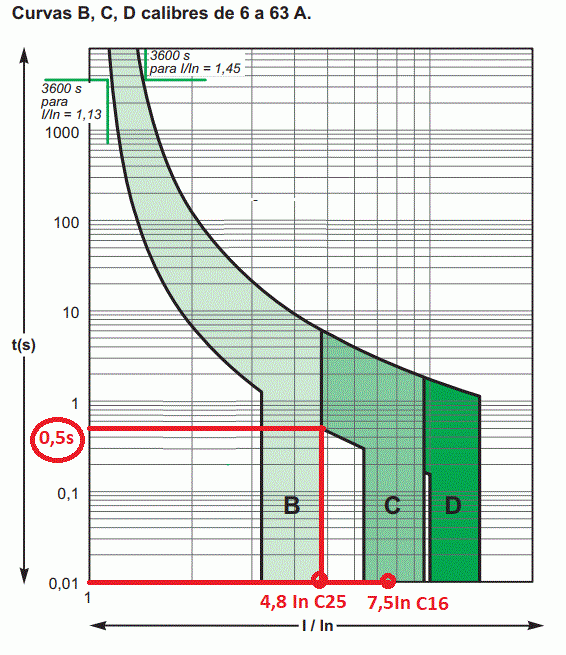 Curvas B, C, D calibres de 6 a 63 A.
3600 s
para I/In = 1,45
3600 s
para
I/In = 1,13
1000
100
10
t(s)
1
0,5s
0,1
B
C
D
0,01
1
4,8 In C25
7,5In C16
I / In